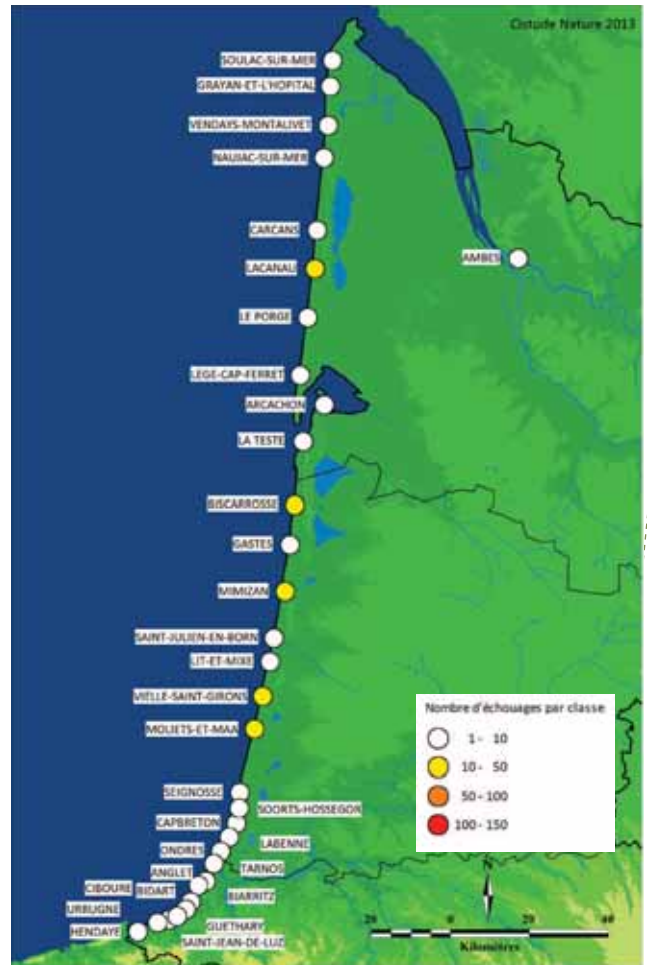 Cistude Nature 2013
SOULAC-SUR-MER
GRAYAN-ET-L'HOPITAL
VENDAYS-MONTALIVET
NAUJAC-SUR-MER
CARCANS
LACANAU
AMBES
LE PORGE
LEGE-CAP-FERRET
ARCACHON
LA TESTE
BISCARROSSE
GASTES
MIMIZAN
SAINT-JULIEN-EN-BORN
LIT-ET-MIXE
VIELLE-SAINT-GIRONS
MOLIETS-ET-MAA
Nombre d'échouages par classe
1 - 10
10 - 50
50 - 100
100 - 150
SEIGNOSSE
SOORTS-HOSSEGOR
CAPBRETON
LABENNE
ONDRES
TARNOS
ANGLET
CIBOURE
BIDART
BIARRITZ
URRUGNE
GUETHARY
HENDAYE
SAINT-JEAN-DE-LUZ
N
20 0 20 40
Kilomètres